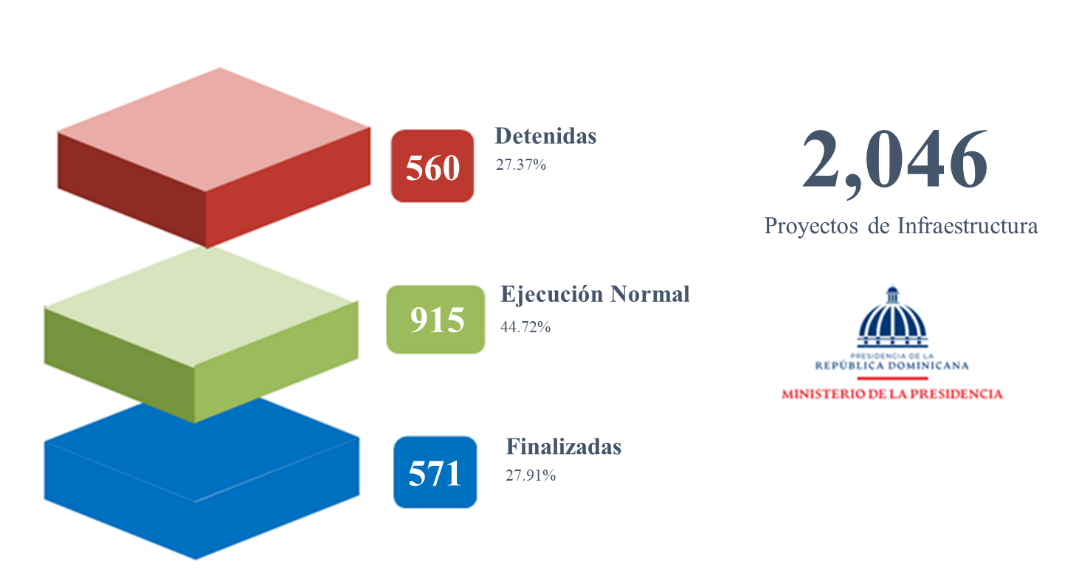 560
Detenidas
27.37%
915
Ejecución Normal
44.72%
571
Finalizadas
27.91%
2,046
Proyectos de Infraestructura
PRESIDENCIA DE LA
REPÚBLICA DOMINICANA
MINISTERIO DE LA PRESIDENCIA